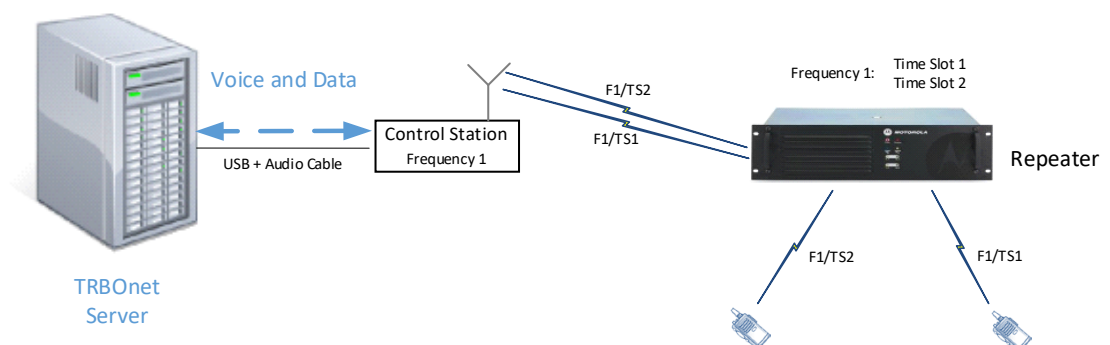 Voice and Data
USB + Audio Cable
TRBOnet
Server
Control Station
Frequency 1
F1/TS2
F1/TS1
Frequency 1:
Time Slot 1
Time Slot 2
MOTOROLA
Repeater
F1/TS2
F1/TS1